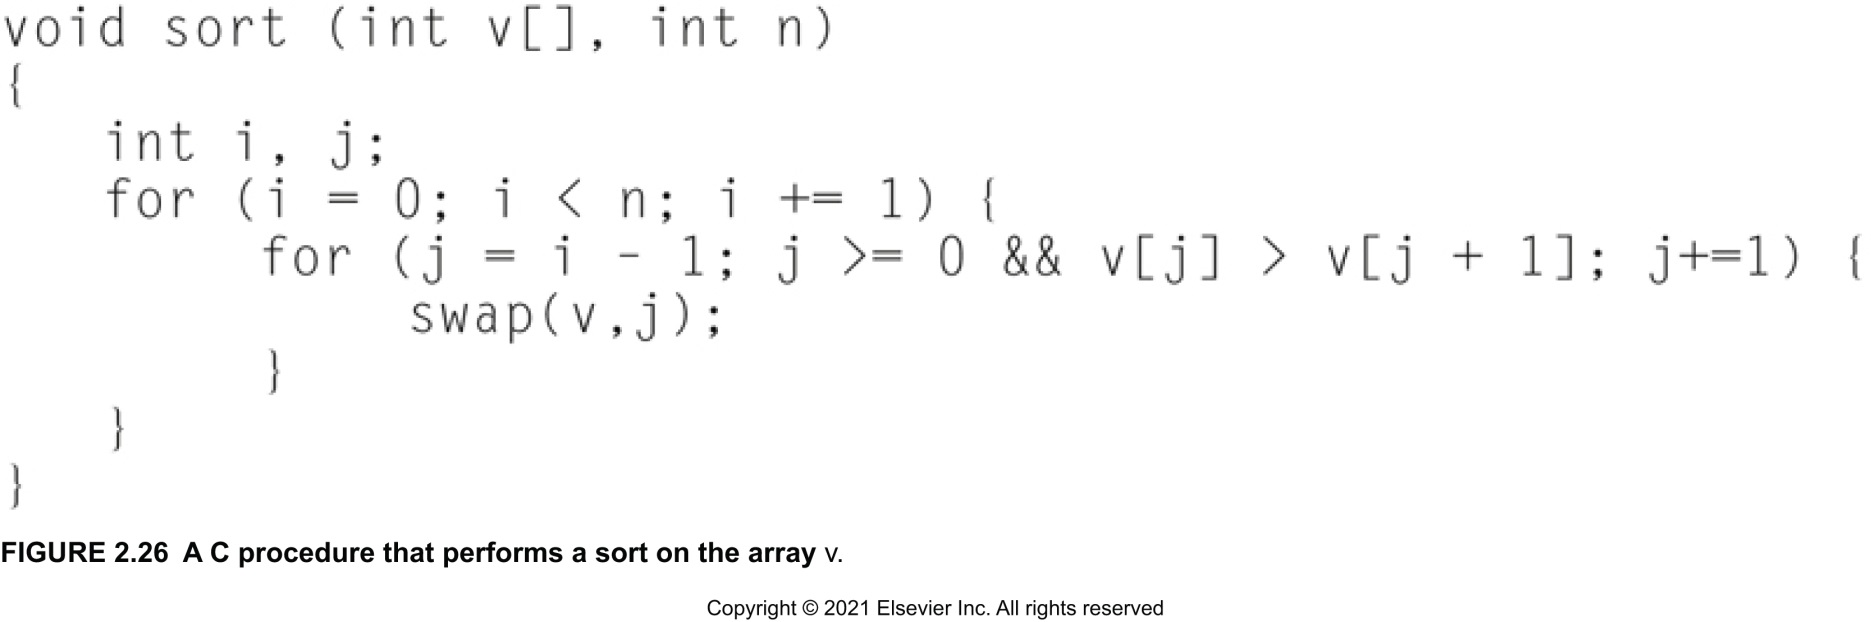 void sort (int v[], int n)
{
    int i, j;
    for (i = 0; i < n; i += 1) {
          for (j = i - 1; j >= 0 && v[j] > v[j + 1]; j+=1) {
                swap(v,j);
          }
    }
}
FIGURE 2.26 A C procedure that performs a sort on the array v.
Copyright © 2021 Elsevier Inc. All rights reserved